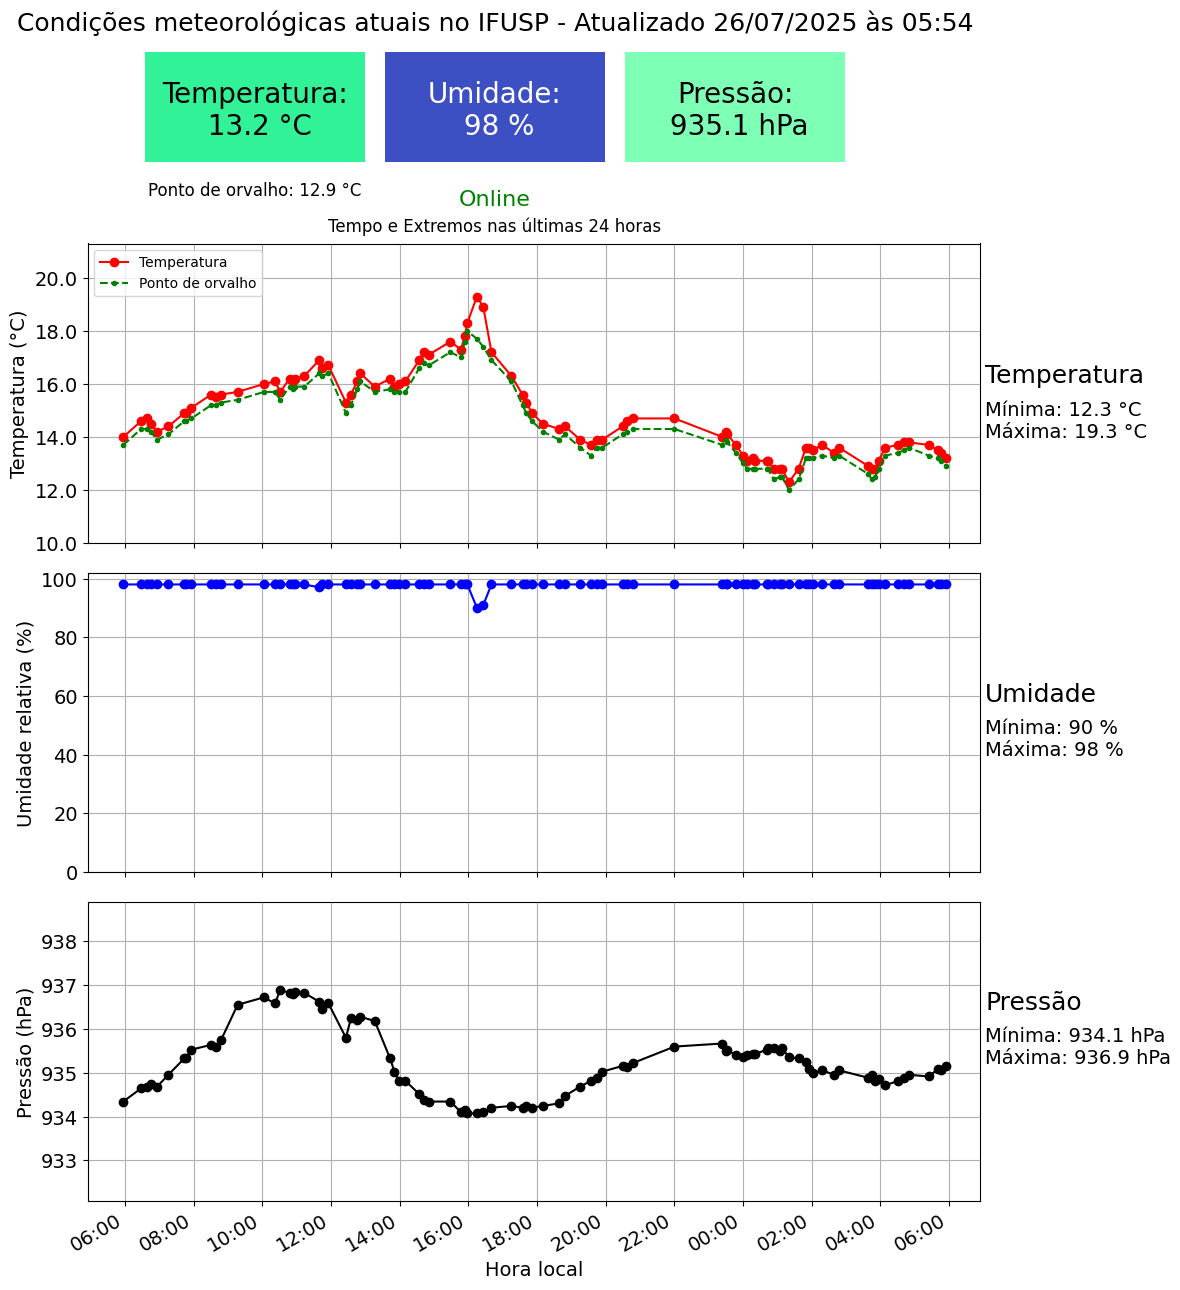 Condições meteorológicas atuais no IFUSP - Atualizado 26/07/2025 às 05:54
Temperatura:
13.2 °C
Umidade:
98 %
Pressão:
935.1 hPa
Ponto de orvalho: 12.9 °C
Online
Tempo e Extremos nas últimas 24 horas
Temperatura
Ponto de orvalho
Temperatura (°C)
20.0
18.0
16.0
14.0
12.0
10.0
Temperatura
Mínima: 12.3 °C
Máxima: 19.3 °C
Umidade relativa (%)
100
80
60
40
20
0
Umidade
Mínima: 90 %
Máxima: 98 %
Pressão (hPa)
938
937
936
935
934
933
Pressão
Mínima: 934.1 hPa
Máxima: 936.9 hPa
06:00
08:00
10:00
12:00
14:00
16:00
18:00
20:00
22:00
00:00
02:00
04:00
06:00
Hora local